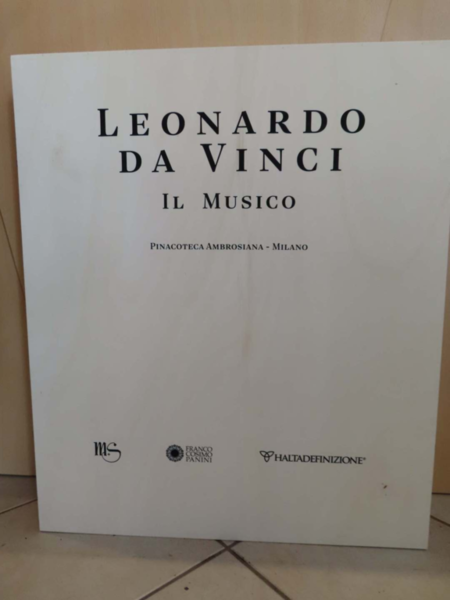 LEONARDO
DA VINCI
IL MUSICO
PINACOTECA AMBROSIANA - MILANO
MS
FRANCO
COSIMO
PANINI
HALTADEFINIZIONE®